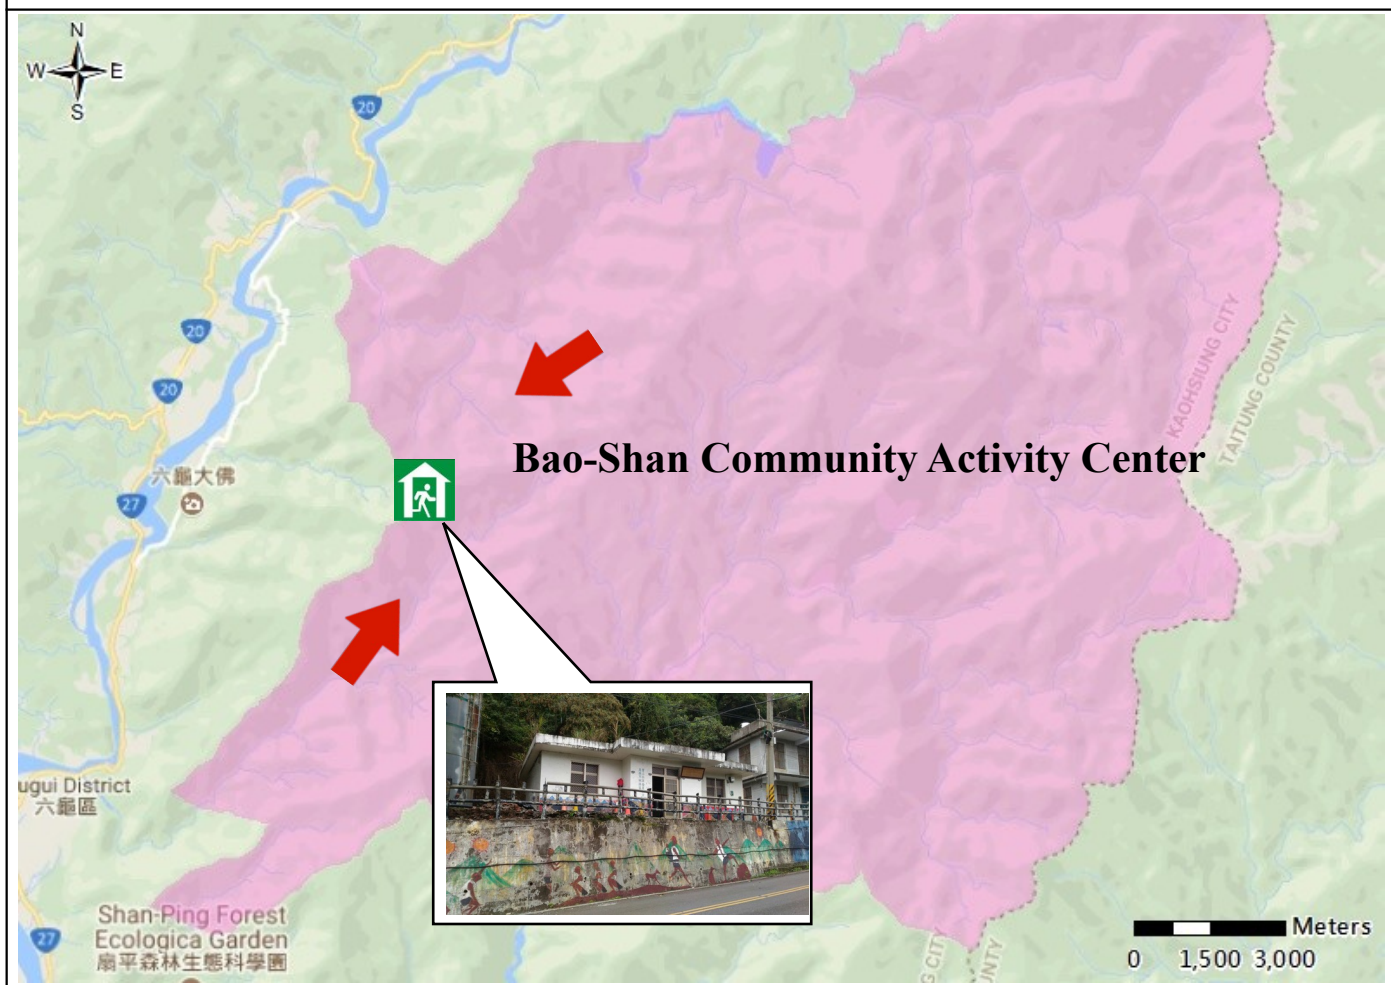 N
W E
S
20
20
20
KAOHSIUNG CITY
TAITUNG COUNTY
Bao-Shan Community Activity Center
六龜大佛
27
ugui District
六龜區
Shan-Ping Forest
Ecologica Garden
扇平森林生態科學園
27
G CITY
UNTY
Meters
0 1,500 3,000